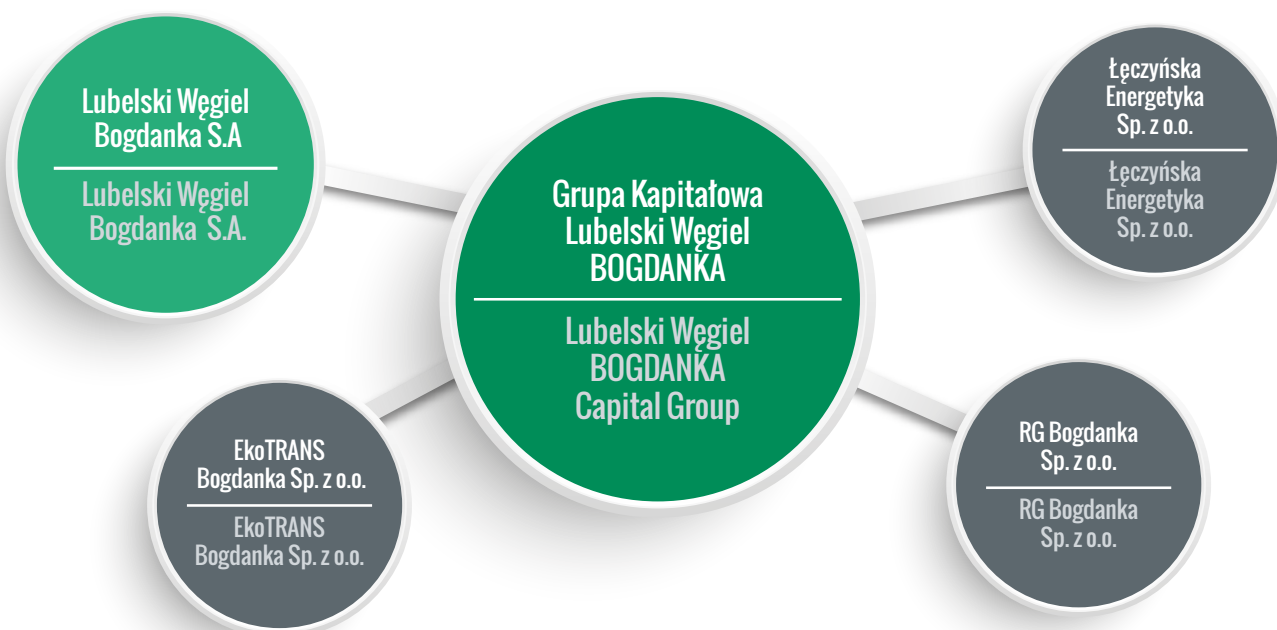 Lubelski Węgiel
Bogdanka S.A
Lubelski Węgiel
Bogdanka S.A.
Grupa Kapitałowa
Lubelski Węgiel
BOGDANKA
Lubelski Węgiel
BOGDANKA
Capital Group
Łęczyńska
Energetyka
Sp. z o.o.
Łęczyńska
Energetyka
Sp. z o.o.
EkoTRANS
Bogdanka Sp. z o.o.
EkoTRANS
Bogdanka Sp. z o.o.
RG Bogdanka
Sp. z o.o.
RG Bogdanka
Sp. z o.o.